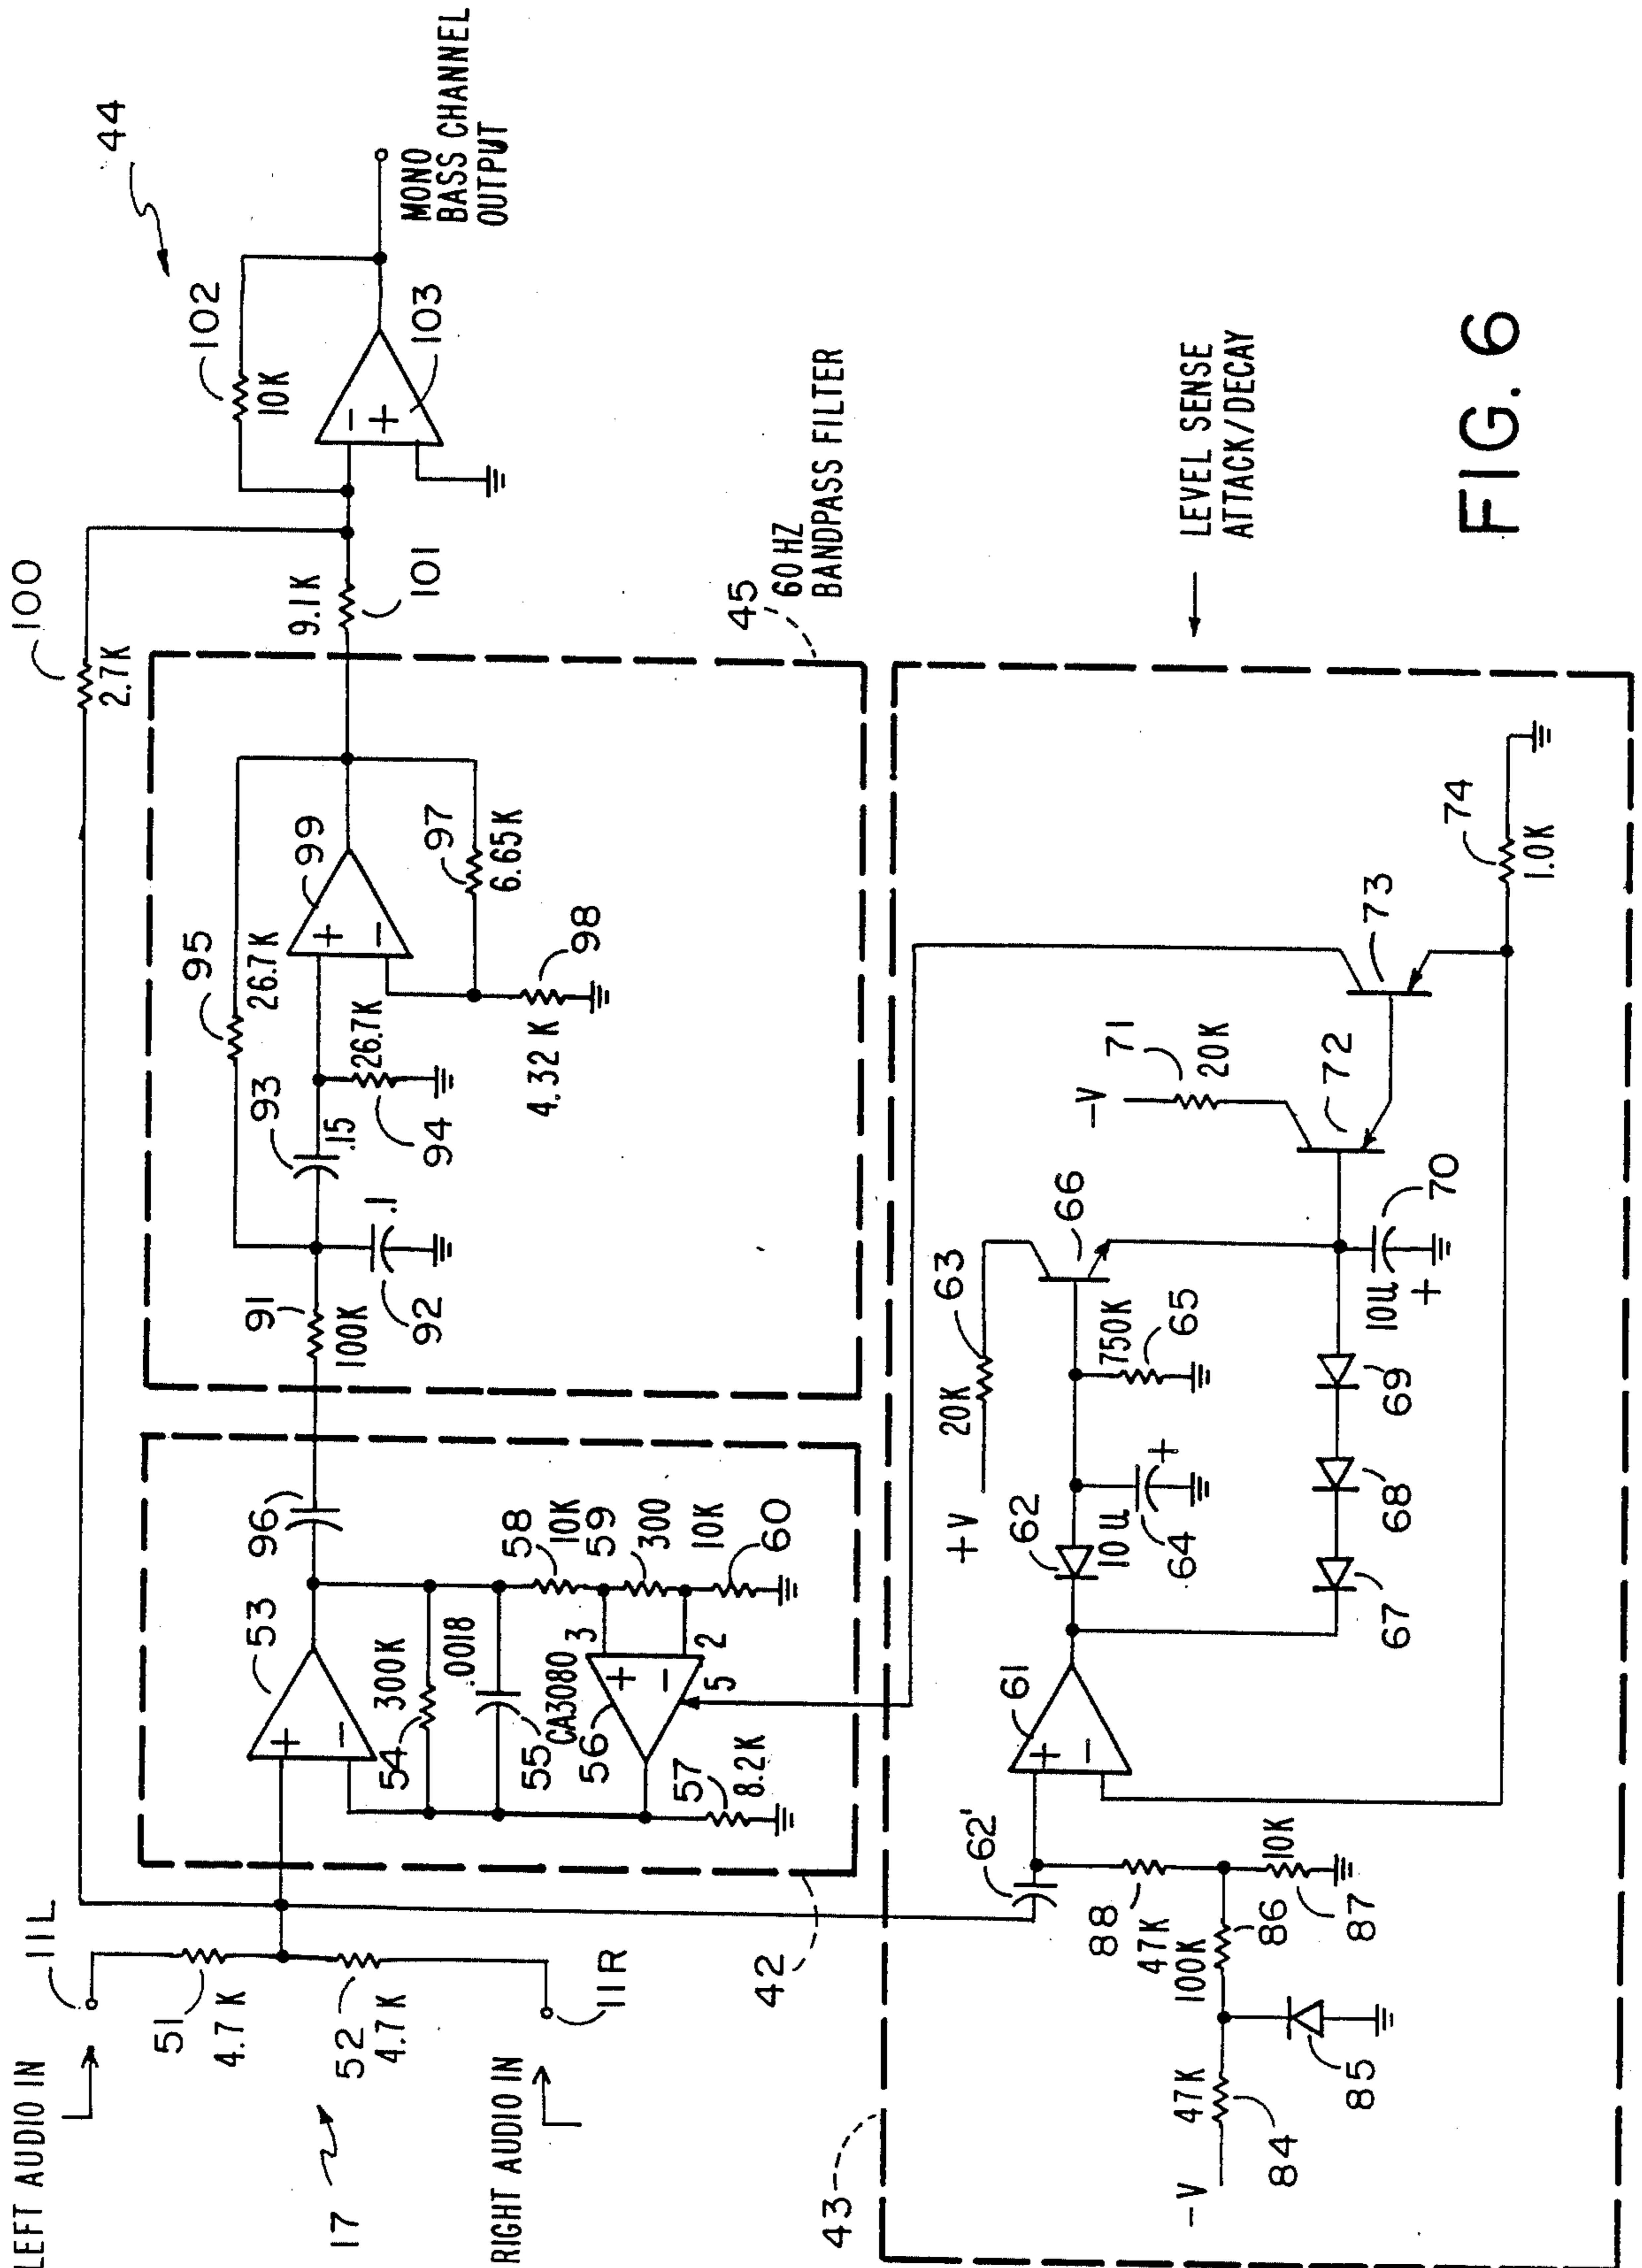 LEFT AUDIO IN
11L
51
4.7 K
17
52
4.7 K
RIGHT AUDIO IN
11R
100
2.7K
42
53
+
−
96
54
300K
.0018
55
CA3080
56
+
−
3
2
5
57
8.2K
58
10K
59
300
10K
60
91
100K
92
.1
93
.15
94
26.7K
95
26.7 K
99
+
−
97
6.65K
98
4.32 K
9.1K
101
45
60 HZ
BANDPASS FILTER
102
10K
−
+
103
44
MONO
BASS CHANNEL
OUTPUT
43
-V
47K
84
85
100K
86
47K
88
10K
87
62'
61
+
−
62
10 µ
+
64
+V
20K
63
750K
65
66
67
68
69
10µ
+
70
-V
71
20K
72
73
74
1.0K
LEVEL SENSE
ATTACK/DECAY
FIG. 6